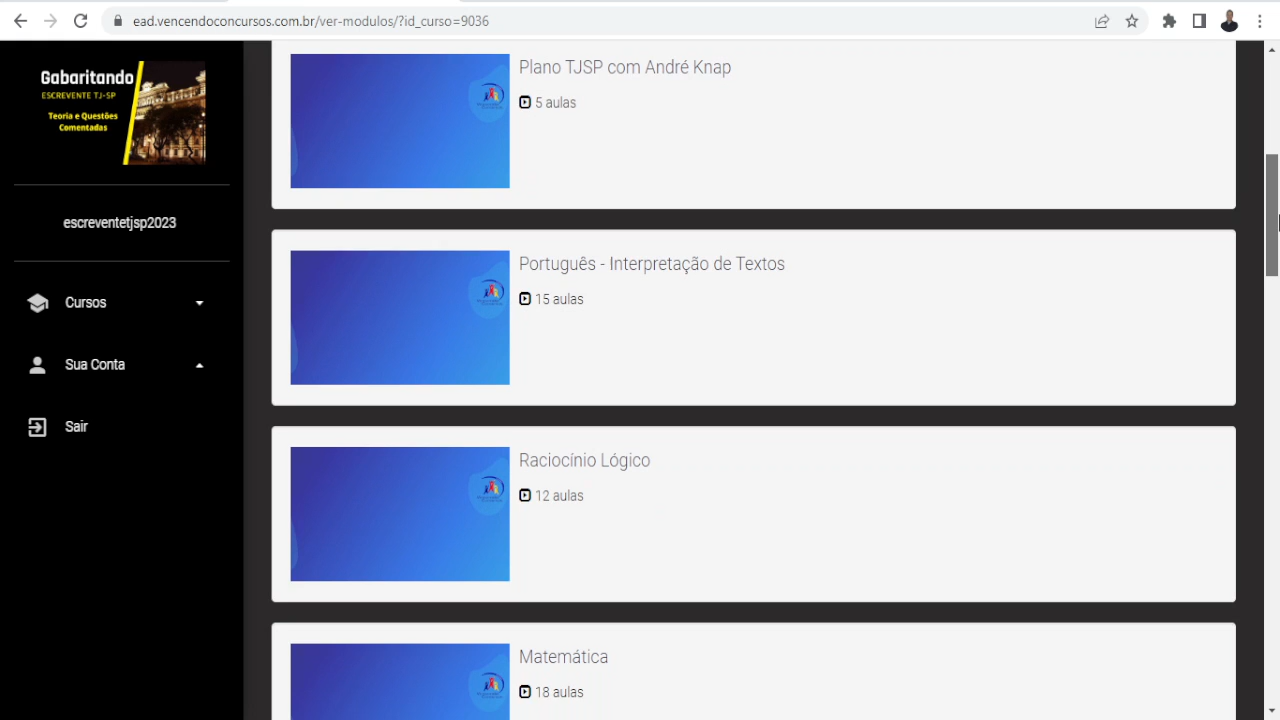 ead.vencendoconcursos.com.br/ver-modulos/?id_curso=9036
Gabaritando
ESCREVENTE TJ-SP
Teoria e Questões
Comentadas
escreventetjsp2023
Cursos
Sua Conta
Sair
Plano TJSP com André Knap
5 aulas
Português - Interpretação de Textos
15 aulas
Raciocínio Lógico
12 aulas
Matemática
18 aulas